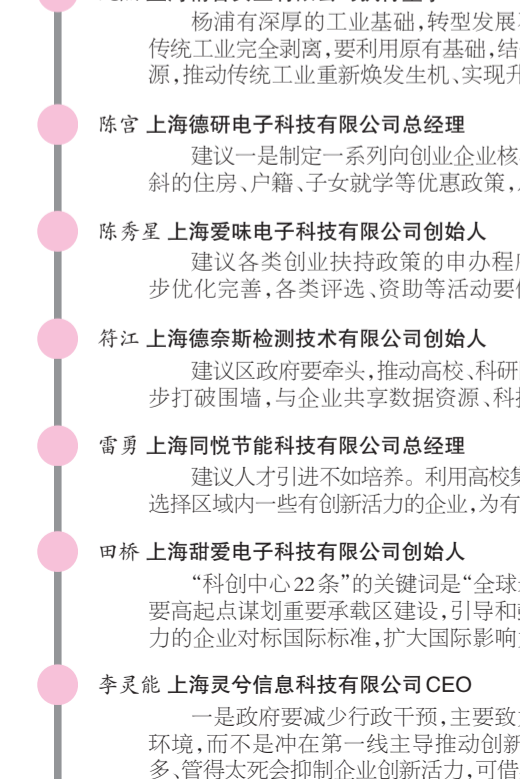 杨浦有深厚的工业基础,转型发展
传统工业完全剥离,要利用原有基础,结
源,推动传统工业重新焕发生机、实现升
陈宫 上海德研电子科技有限公司总经理
建议一是制定一系列向创业企业核
斜的住房、户籍、子女就学等优惠政策,
陈秀星 上海爱味电子科技有限公司创始人
建议各类创业扶持政策的申办程序
步优化完善,各类评选、资助等活动要
符江 上海德奈斯检测技术有限公司创始人
建议区政府要牵头,推动高校、科研
步打破围墙,与企业共享数据资源、科技
雷勇 上海同悦节能科技有限公司总经理
建议人才引进不如培养。利用高校集
选择区域内一些有创新活力的企业,为有
田桥 上海甜爱电子科技有限公司创始人
“科创中心22条”的关键词是“全球
要高起点谋划重要承载区建设,引导和
力的企业对标国际标准,扩大国际影响
李灵能 上海灵兮信息科技有限公司CEO
一是政府要减少行政干预,主要致
环境,而不是冲在第一线主导推动创新
多、管得太死会抑制企业创新活力,可借